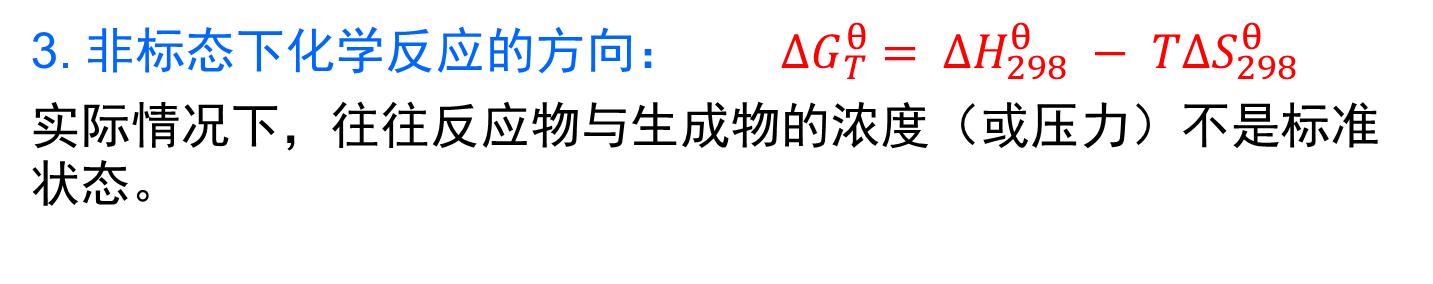 3. 非标态下化学反应的方向： ΔG_T^θ = ΔH_298^θ − TΔS_298^θ
实际情况下，往往反应物与生成物的浓度（或压力）不是标准
状态。